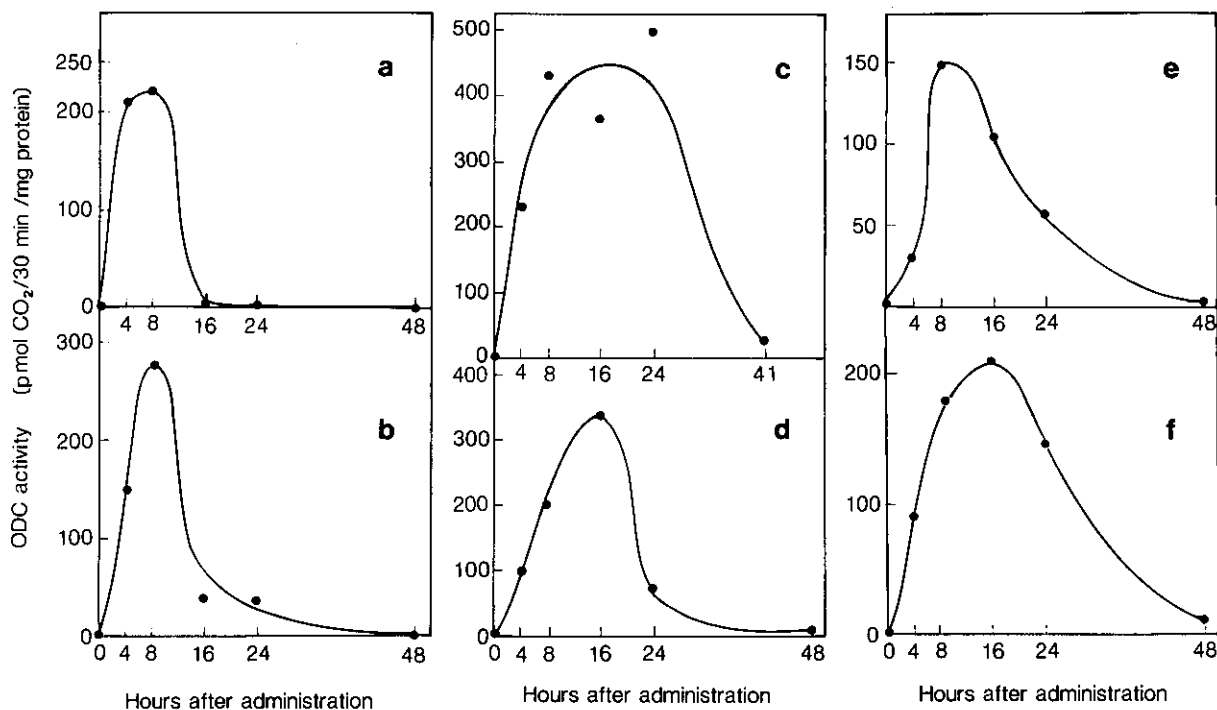 ODC activity (pmol CO₂/30 min /mg protein)
a
250
200
100
0
4 8 16 24 48
b
300
200
100
0
0 4 8 16 24 48
Hours after administration
c
500
400
300
200
100
0
4 8 16 24 41
d
400
300
200
100
0
0 4 8 16 24 48
Hours after administration
e
150
100
50
4 8 16 24 48
f
200
100
0
0 4 8 16 24 48
Hours after administration